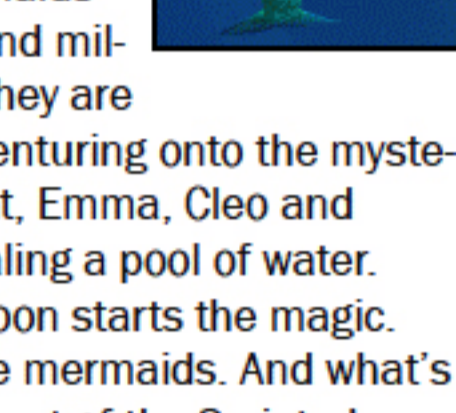 nd mil-
hey are
enturing onto the myste-
t, Emma, Cleo and
ling a pool of water.
oon starts the magic.
e mermaids. And what's